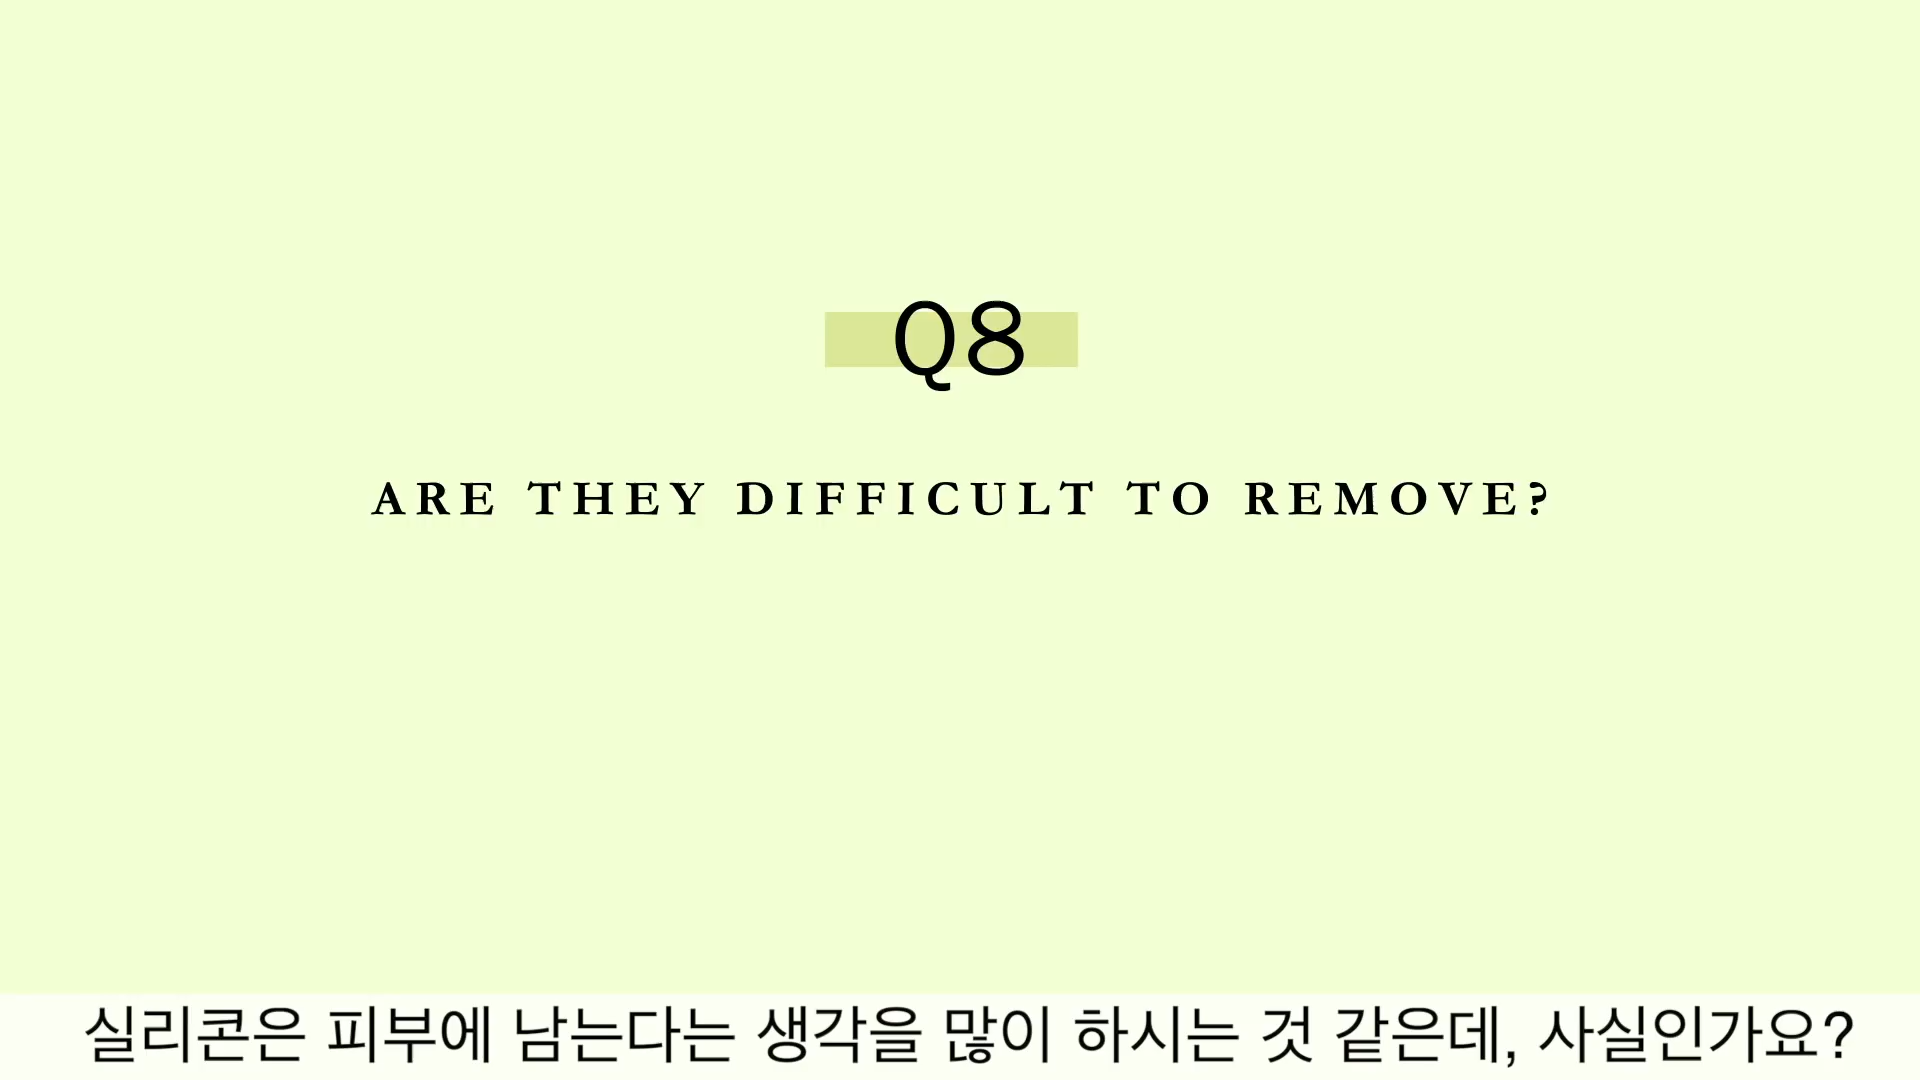 Q8
ARE THEY DIFFICULT TO REMOVE?
실리콘은 피부에 남는다는 생각을 많이 하시는 것 같은데, 사실인가요?